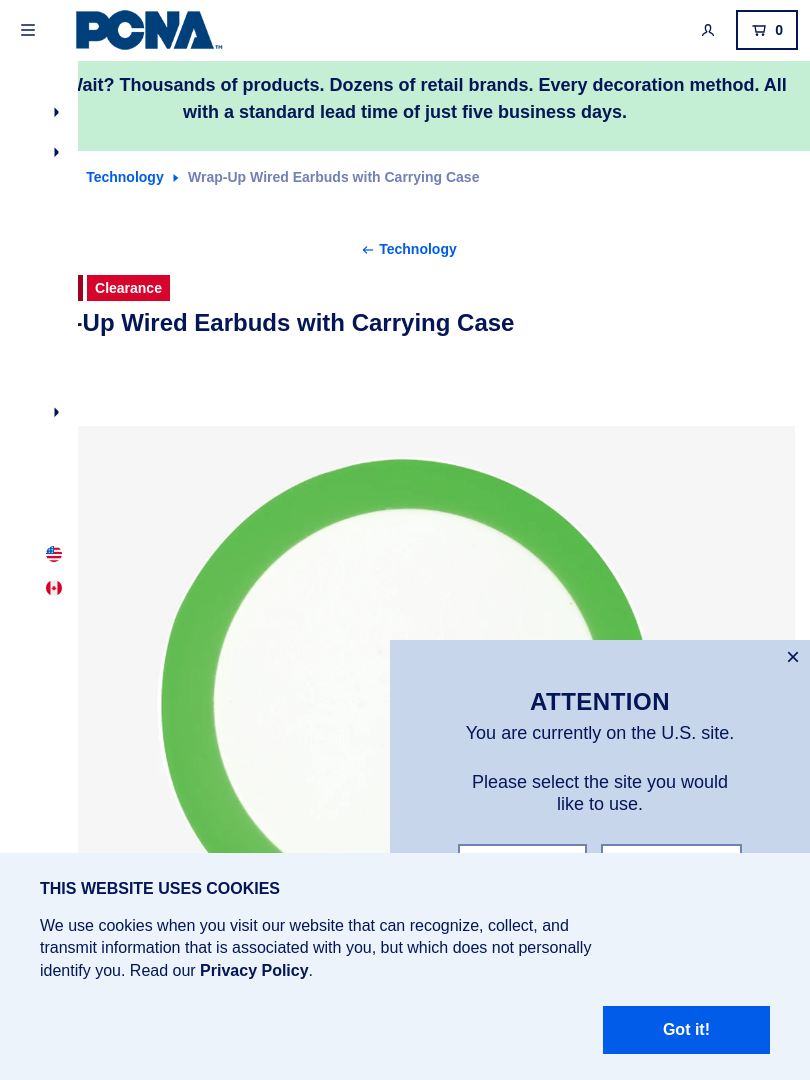 PCNA™
0
Wait? Thousands of products. Dozens of retail brands. Every decoration method. All
with a standard lead time of just five business days.
Technology
Wrap-Up Wired Earbuds with Carrying Case
← Technology
Clearance
-Up Wired Earbuds with Carrying Case
×
ATTENTION
You are currently on the U.S. site.
Please select the site you would
like to use.
THIS WEBSITE USES COOKIES
We use cookies when you visit our website that can recognize, collect, and
transmit information that is associated with you, but which does not personally
identify you. Read our Privacy Policy.
Got it!